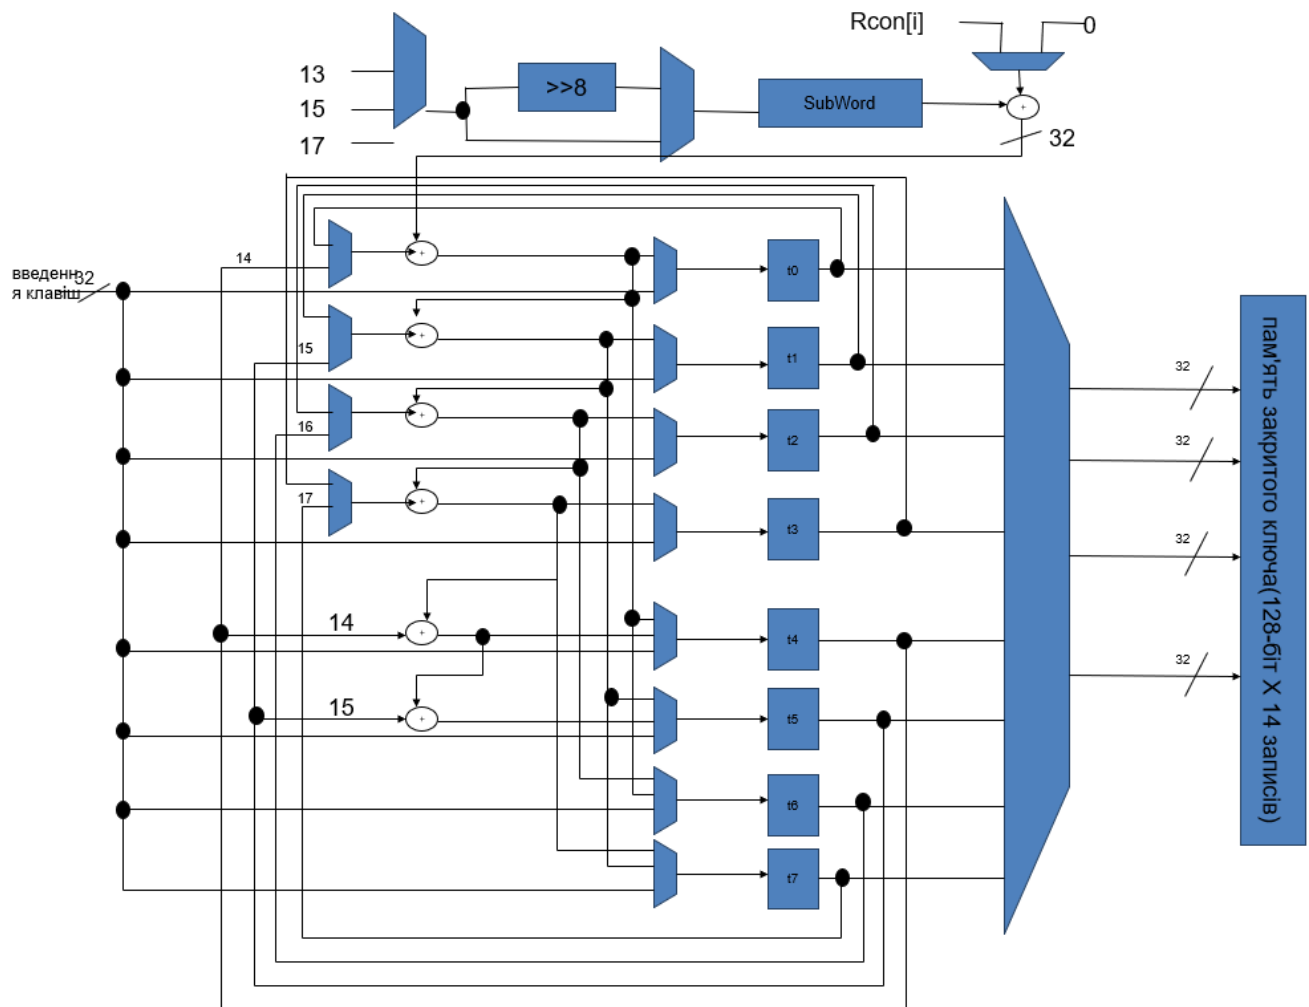 Rcon[i]
0
13
>>8
SubWord
15
17
32
14
введенн
я клавіш
32
t0
15
t1
16
t2
17
t3
14
t4
15
t5
t6
t7
32
32
32
32
пам'ять закритого ключа(128-біт X 14 записів)